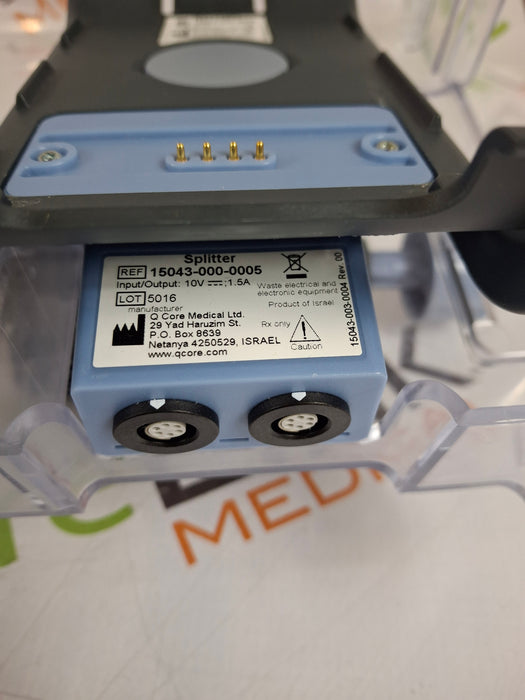 Splitter
REF 15043-000-0005
Input/Output: 10V ⎓ 1.5A
LOT 5016
manufacturer
Q Core Medical Ltd.
29 Yad Haruzim St.
P.O. Box 8639
Netanya 4250529, ISRAEL
www.qcore.com
Waste electrical and
electronic equipment
Product of Israel
Rx only
Caution
15043-003-0004 Rev. 00
MEDI